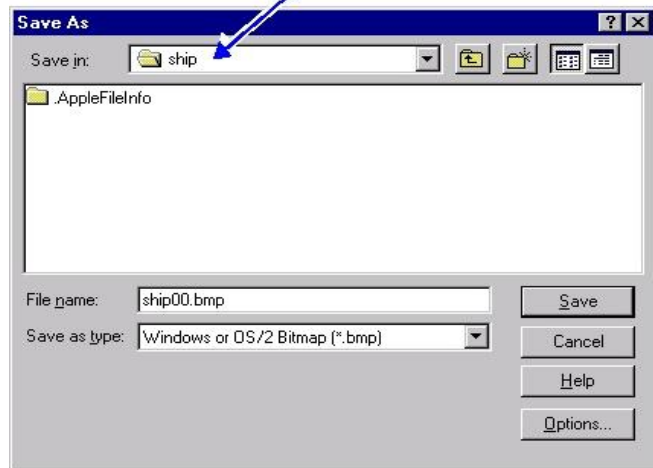 Save As
Save in: ship
.AppleFileInfo
File name: ship00.bmp Save
Save as type: Windows or OS/2 Bitmap (*.bmp) Cancel
Help
Options...